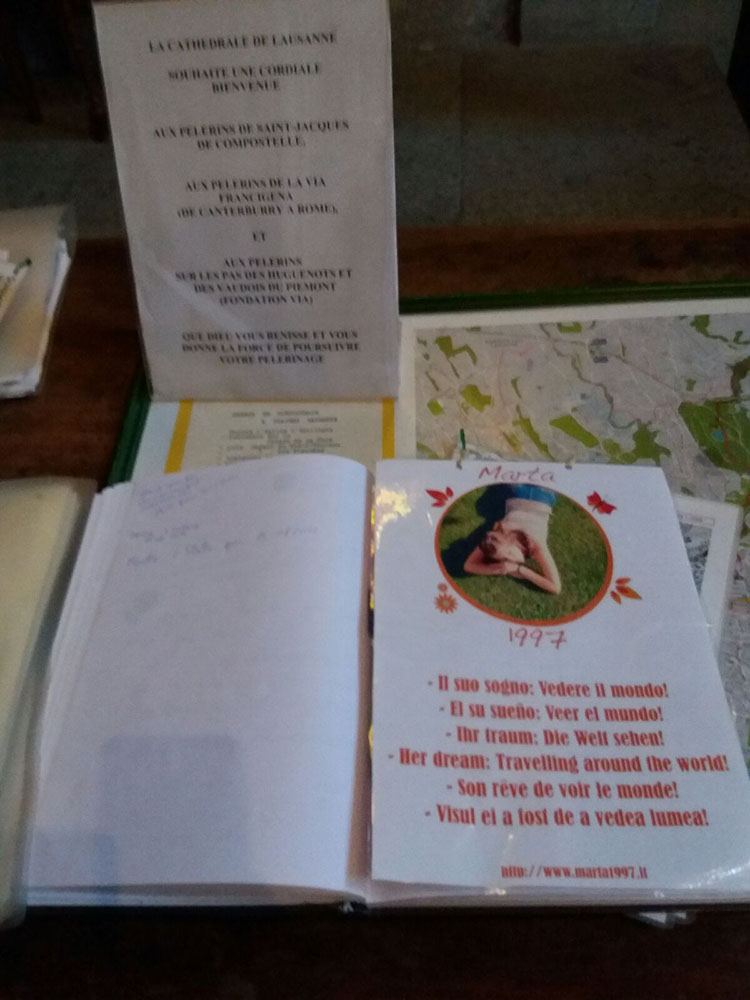 LA CATHEDRALE DE LAUSANNE
SOUHAITE UNE CORDIALE
BIENVENUE
AUX PELERINS DE SAINT-JACQUES
DE COMPOSTELLE,
AUX PELERINS DE LA VIA
FRANCIGENA
(DE CANTERBURRY A ROME),
ET
AUX PELERINS
SUR LES PAS DES HUGUENOTS ET
DES VAUDOIS DU PIEMONT
(FONDATION VIA)
QUE DIEU VOUS BENISSE ET VOUS
DONNE LA FORCE DE POURSUIVRE
VOTRE PELERINAGE
Marta
1997
- Il suo sogno: Vedere il mondo!
- El su sueño: Veer el mundo!
- Ihr traum: Die Welt sehen!
- Her dream: Travelling around the world!
- Son rêve de voir le monde!
- Visul ei a fost de a vedea lumea!
http://www.marta1997.it